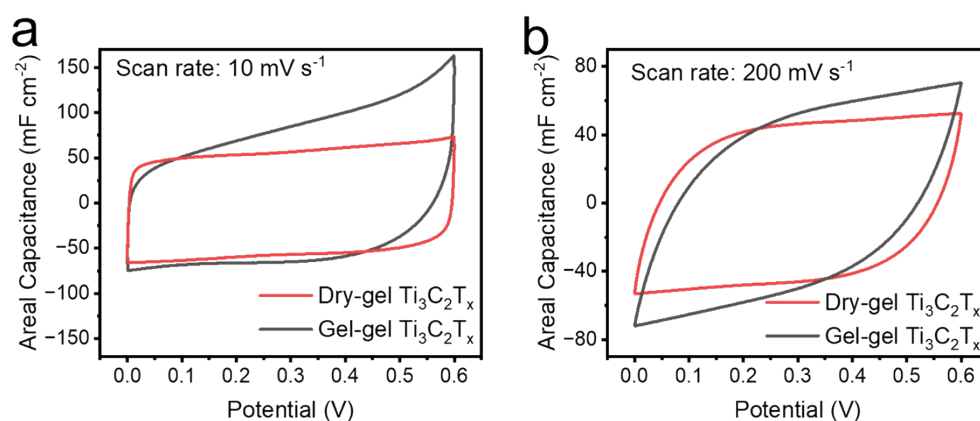 a
Scan rate: 10 mV s⁻¹
Areal Capacitance (mF cm⁻²)
150
100
50
0
−50
−100
−150
Dry-gel Ti₃C₂Tₓ
Gel-gel Ti₃C₂Tₓ
0.0 0.1 0.2 0.3 0.4 0.5 0.6
Potential (V)
b
Scan rate: 200 mV s⁻¹
Areal Capacitance (mF cm⁻²)
80
40
0
−40
−80
Dry-gel Ti₃C₂Tₓ
Gel-gel Ti₃C₂Tₓ
0.0 0.1 0.2 0.3 0.4 0.5 0.6
Potential (V)